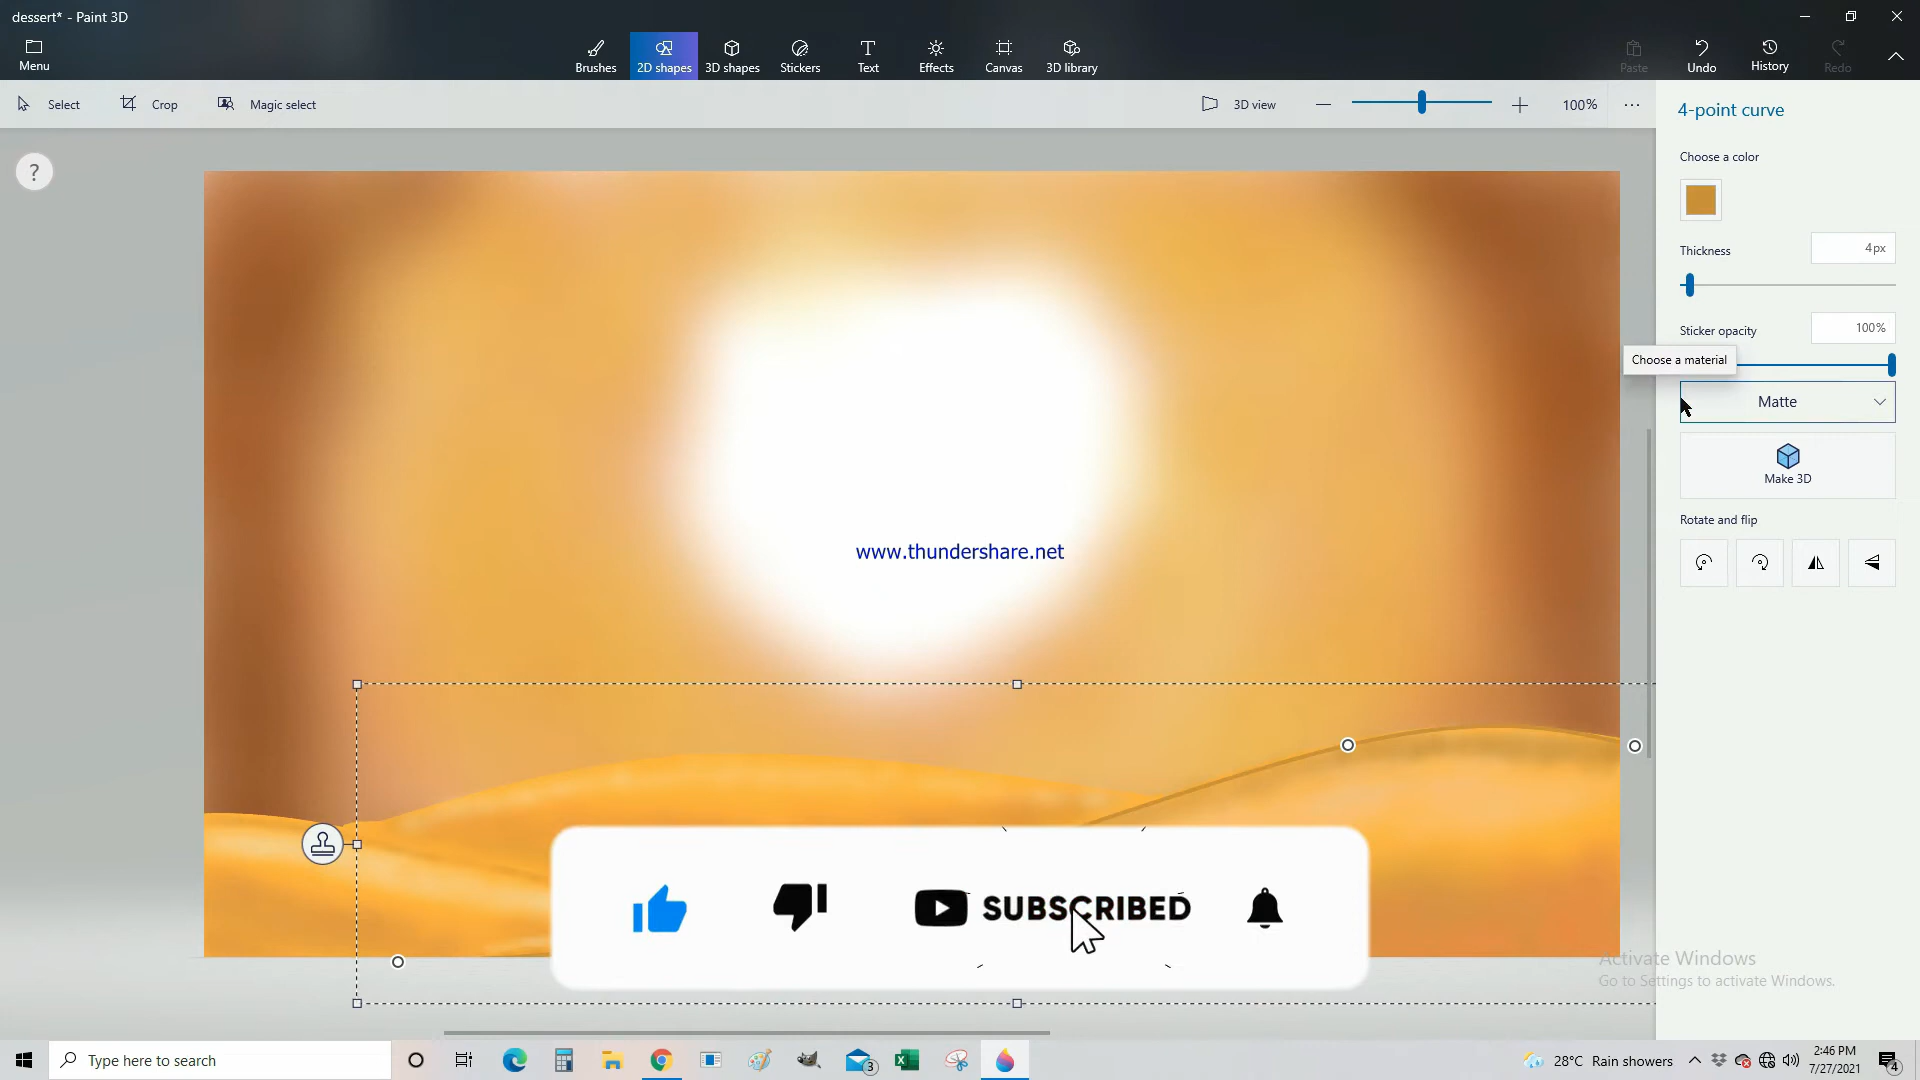 dessert* - Paint 3D
Menu
Brushes
2D shapes
3D shapes
Stickers
Text
Effects
Canvas
3D library
Paste
Undo
History
Redo
Select
Crop
Magic select
3D view
100%
4-point curve
Choose a color
Thickness
4px
Sticker opacity
100%
Choose a material
Matte
Make 3D
Rotate and flip
www.thundershare.net
SUBSCRIBED
Activate Windows
Go to Settings to activate Windows.
Type here to search
3
28°C Rain showers
2:46 PM
7/27/2021
4